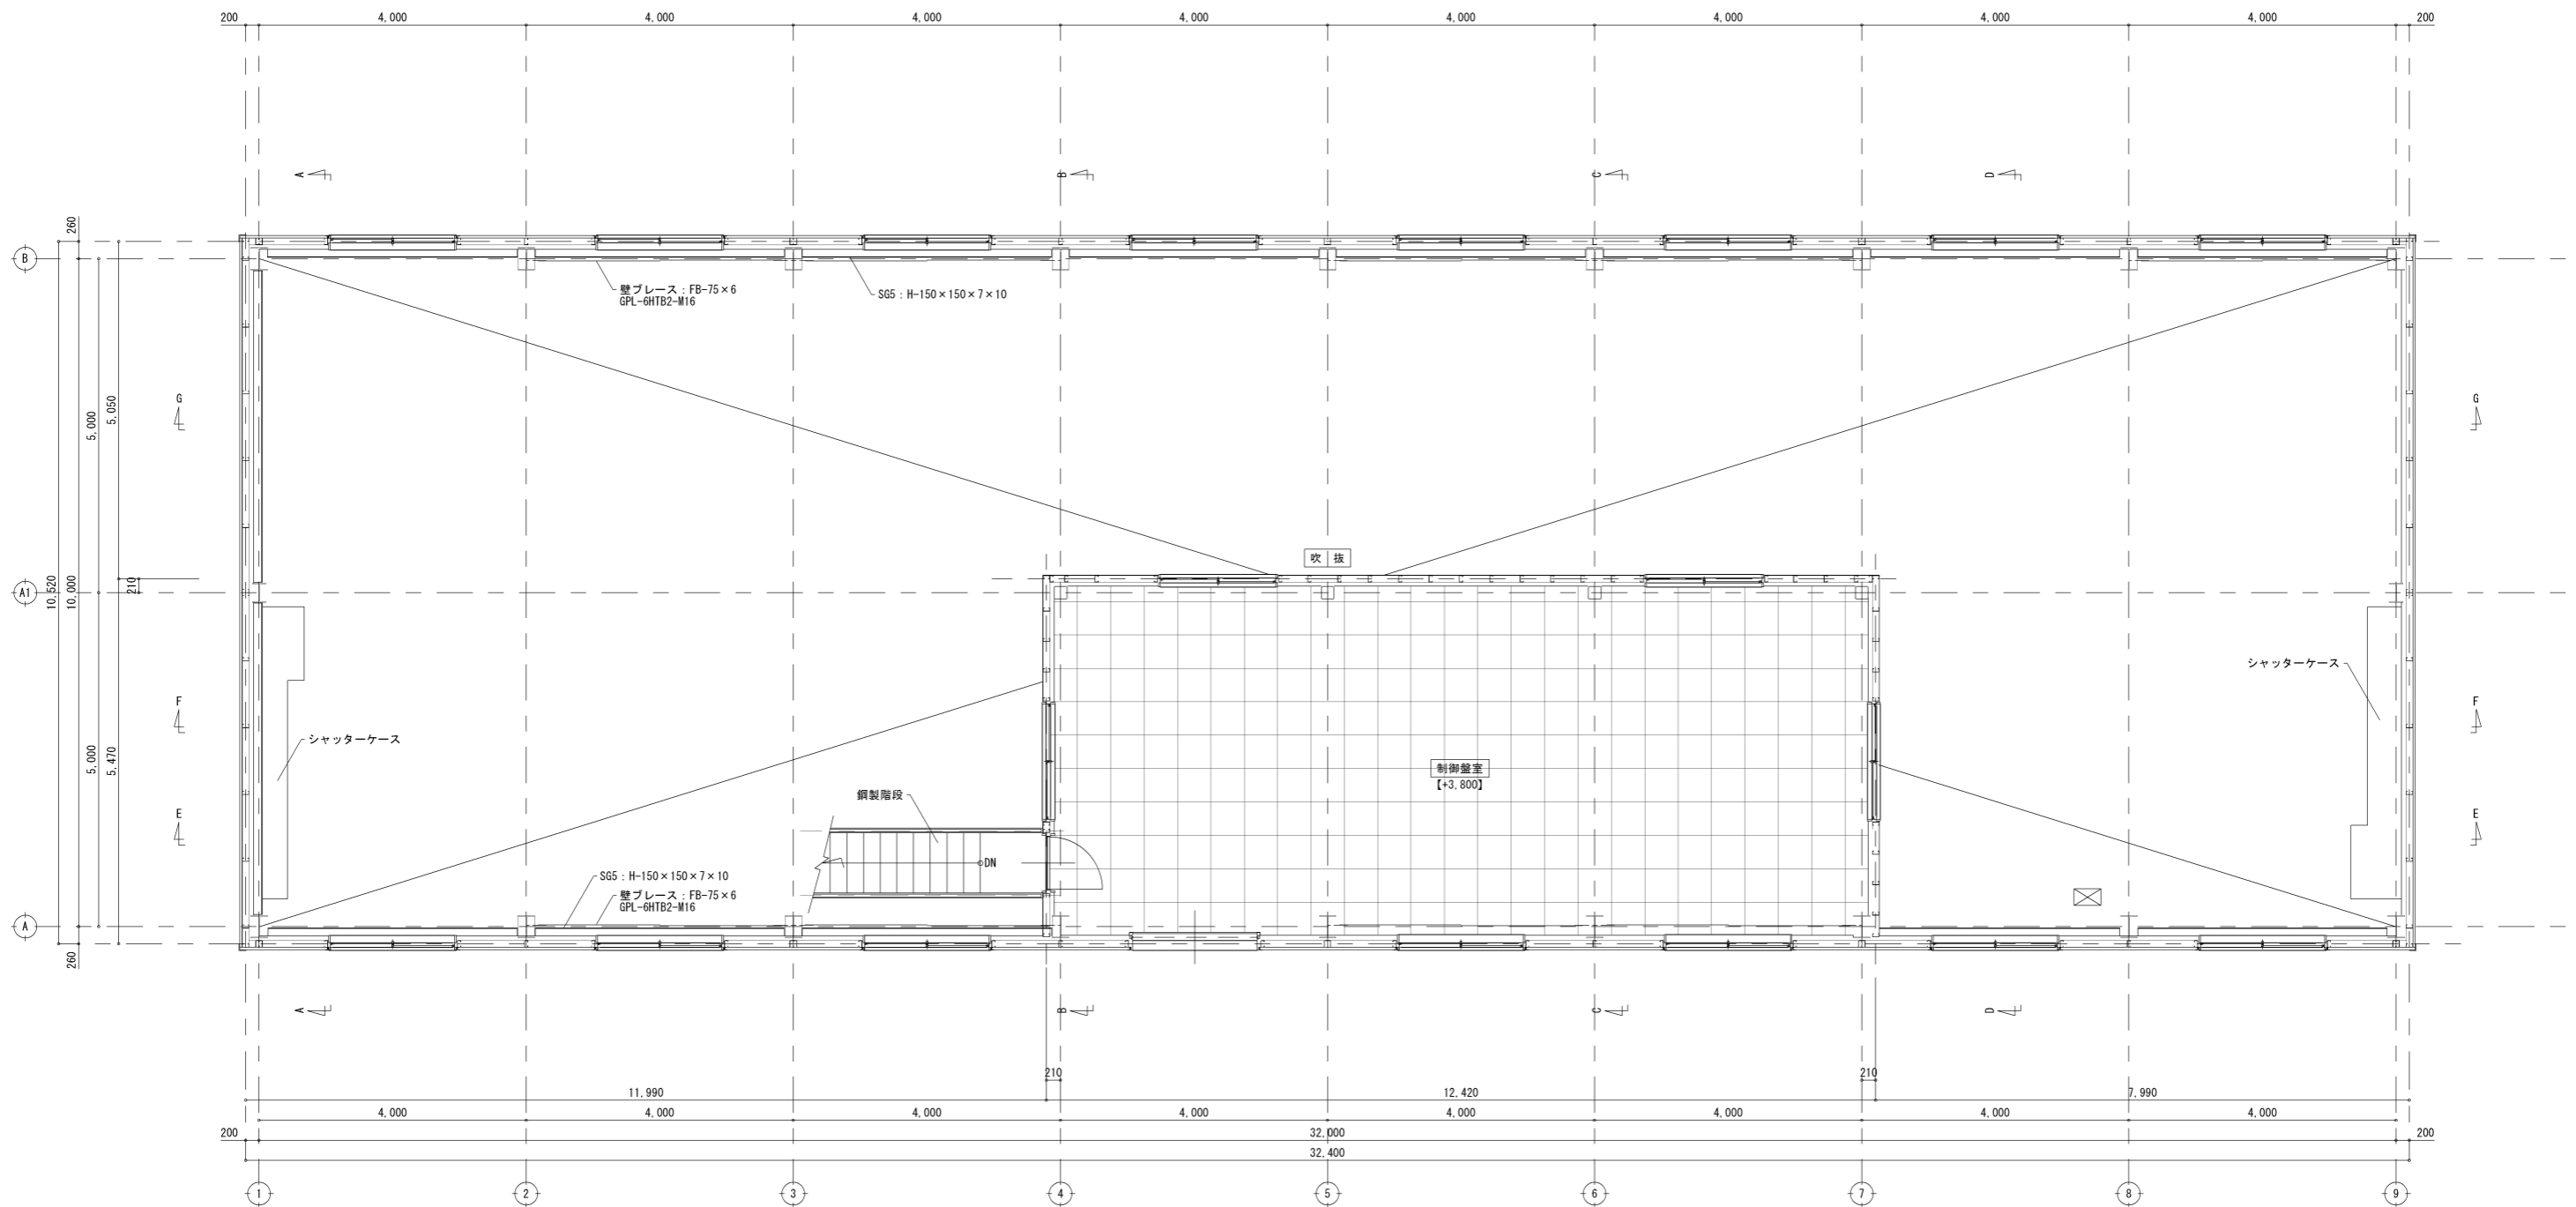 200 4,000 4,000 4,000 4,000 4,000 4,000 4,000 4,000 200
A B C D
260
B
壁ブレース：FB-75×6
GPL-6HTB2-M16
SG5：H-150×150×7×10
G G
5,000 5,050
吹 抜
A1
10,520 10,000 210
シャッターケース
F F
シャッターケース
5,000 5,470
制御盤室
【+3,800】
鋼製階段
E E
DN
SG5：H-150×150×7×10
壁ブレース：FB-75×6
GPL-6HTB2-M16
A
260
A B C D
210 210
11,990 12,420 7,990
4,000 4,000 4,000 4,000 4,000 4,000 4,000 4,000
200 32,000 200
32,400
1 2 3 4 5 6 7 8 9